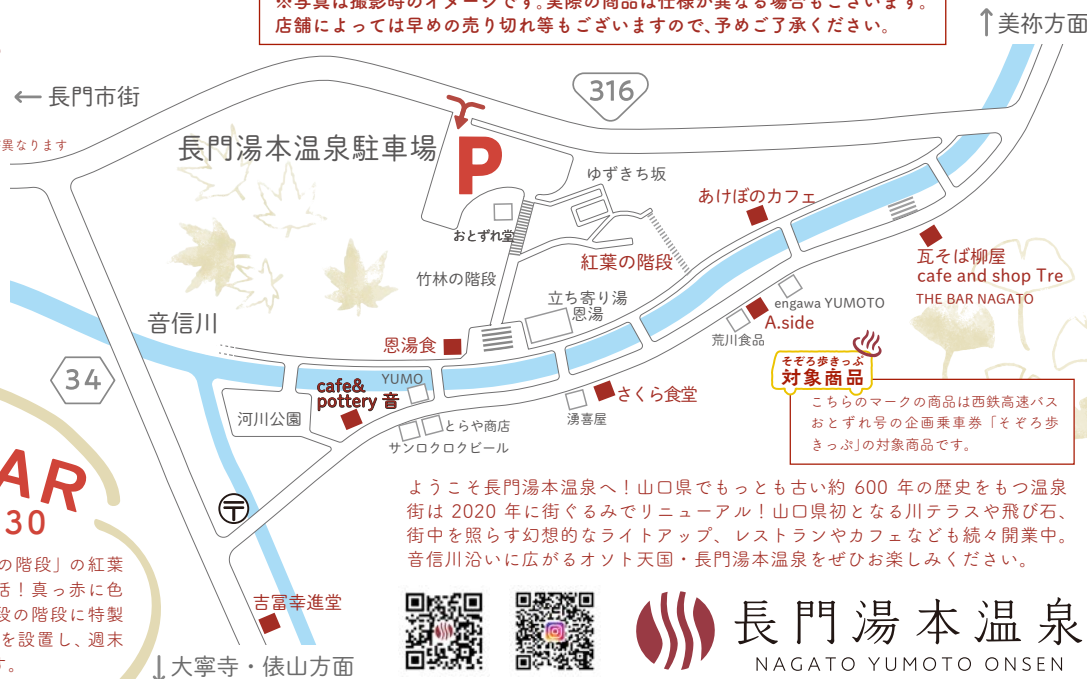 ※写真は撮影時のイメージです。実際の商品は仕様が異なる場合もございます。
店舗によっては早めの売り切れ等もございますので、予めご了承ください。
↑美祢方面
←長門市街
316
異なります
長門湯本温泉駐車場
P
ゆずきち坂
あけぼのカフェ
おとずれ堂
紅葉の階段
瓦そば柳屋
cafe and shop Tre
THE BAR NAGATO
竹林の階段
立ち寄り湯
恩湯
engawa YUMOTO
A.side
荒川食品
音信川
恩湯食
34
YUMO
cafe&
pottery 音
さくら食堂
湧喜屋
河川公園
とらや商店
サンロクロクビール
そぞろ歩きっぷ
対象商品
こちらのマークの商品は西鉄高速バス
おとずれ号の企画乗車券「そぞろ歩
きっぷ」の対象商品です。
〒
AR
30
の階段」の紅葉
活！真っ赤に色
段の階段に特製
を設置し、週末
す。
吉冨幸進堂
↓大寧寺・俵山方面
ようこそ長門湯本温泉へ！山口県でもっとも古い約 600 年の歴史をもつ温泉
街は 2020 年に街ぐるみでリニューアル！山口県初となる川テラスや飛び石、
街中を照らす幻想的なライトアップ、レストランやカフェなども続々開業中。
音信川沿いに広がるオソト天国・長門湯本温泉をぜひお楽しみください。
長門湯本温泉
NAGATO YUMOTO ONSEN